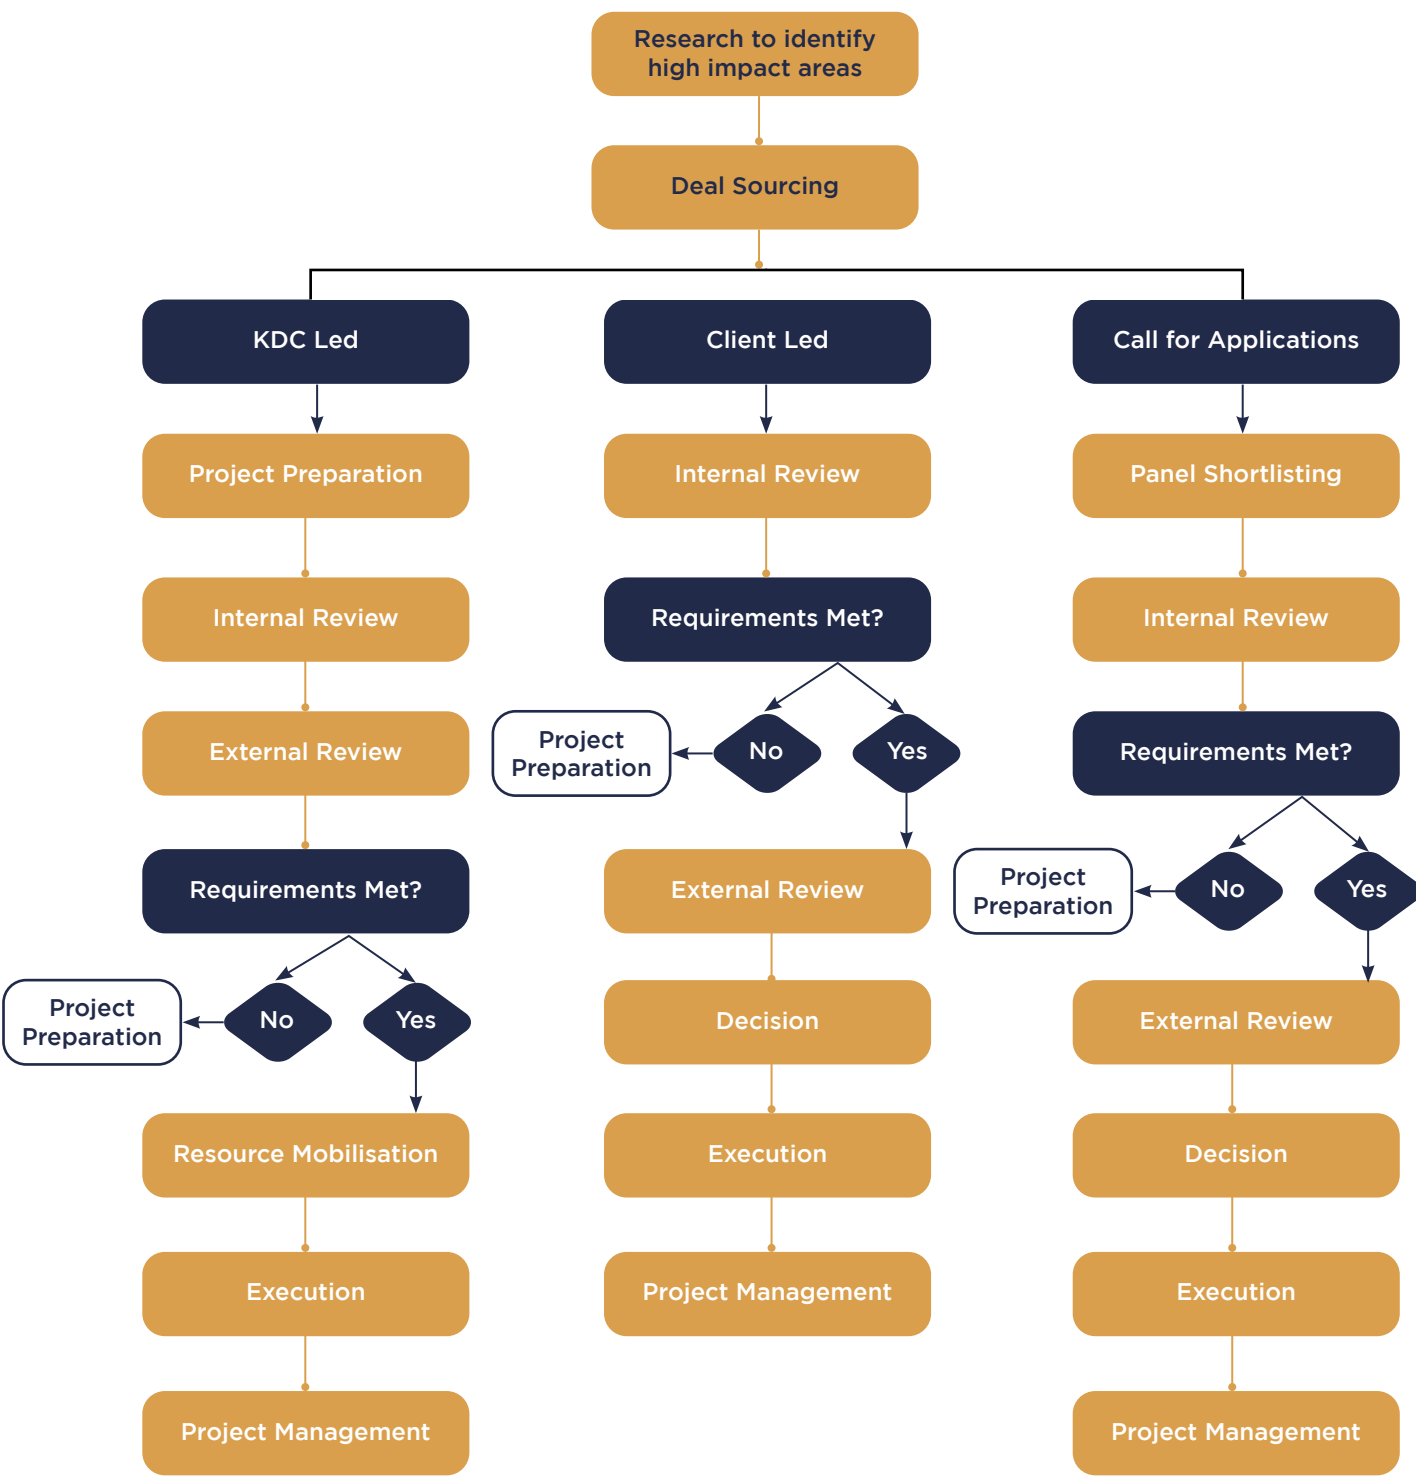 Research to identify
high impact areas
Deal Sourcing
KDC Led
Client Led
Call for Applications
Project Preparation
Internal Review
Panel Shortlisting
Internal Review
Requirements Met?
Internal Review
External Review
Project
Preparation
No
Yes
Requirements Met?
Requirements Met?
External Review
Project
Preparation
No
Yes
Project
Preparation
No
Yes
Decision
External Review
Resource Mobilisation
Execution
Decision
Execution
Project Management
Execution
Project Management
Project Management